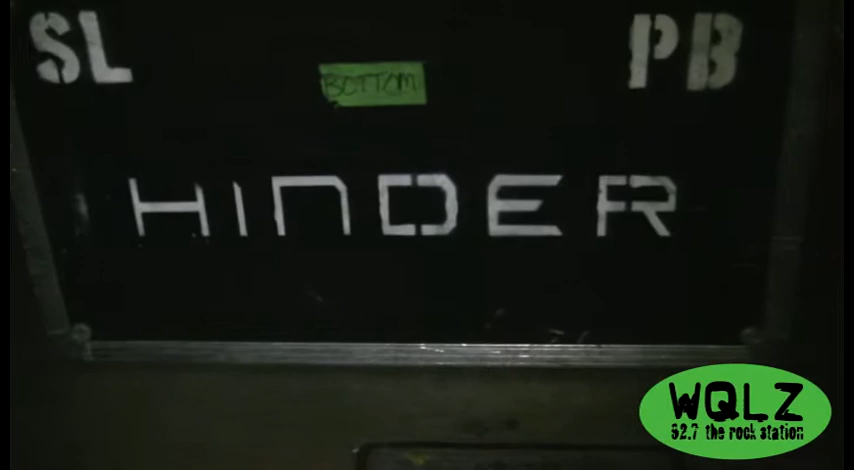 SL PB
BOTTOM
HINDER
WQLZ
92.7 the rock station